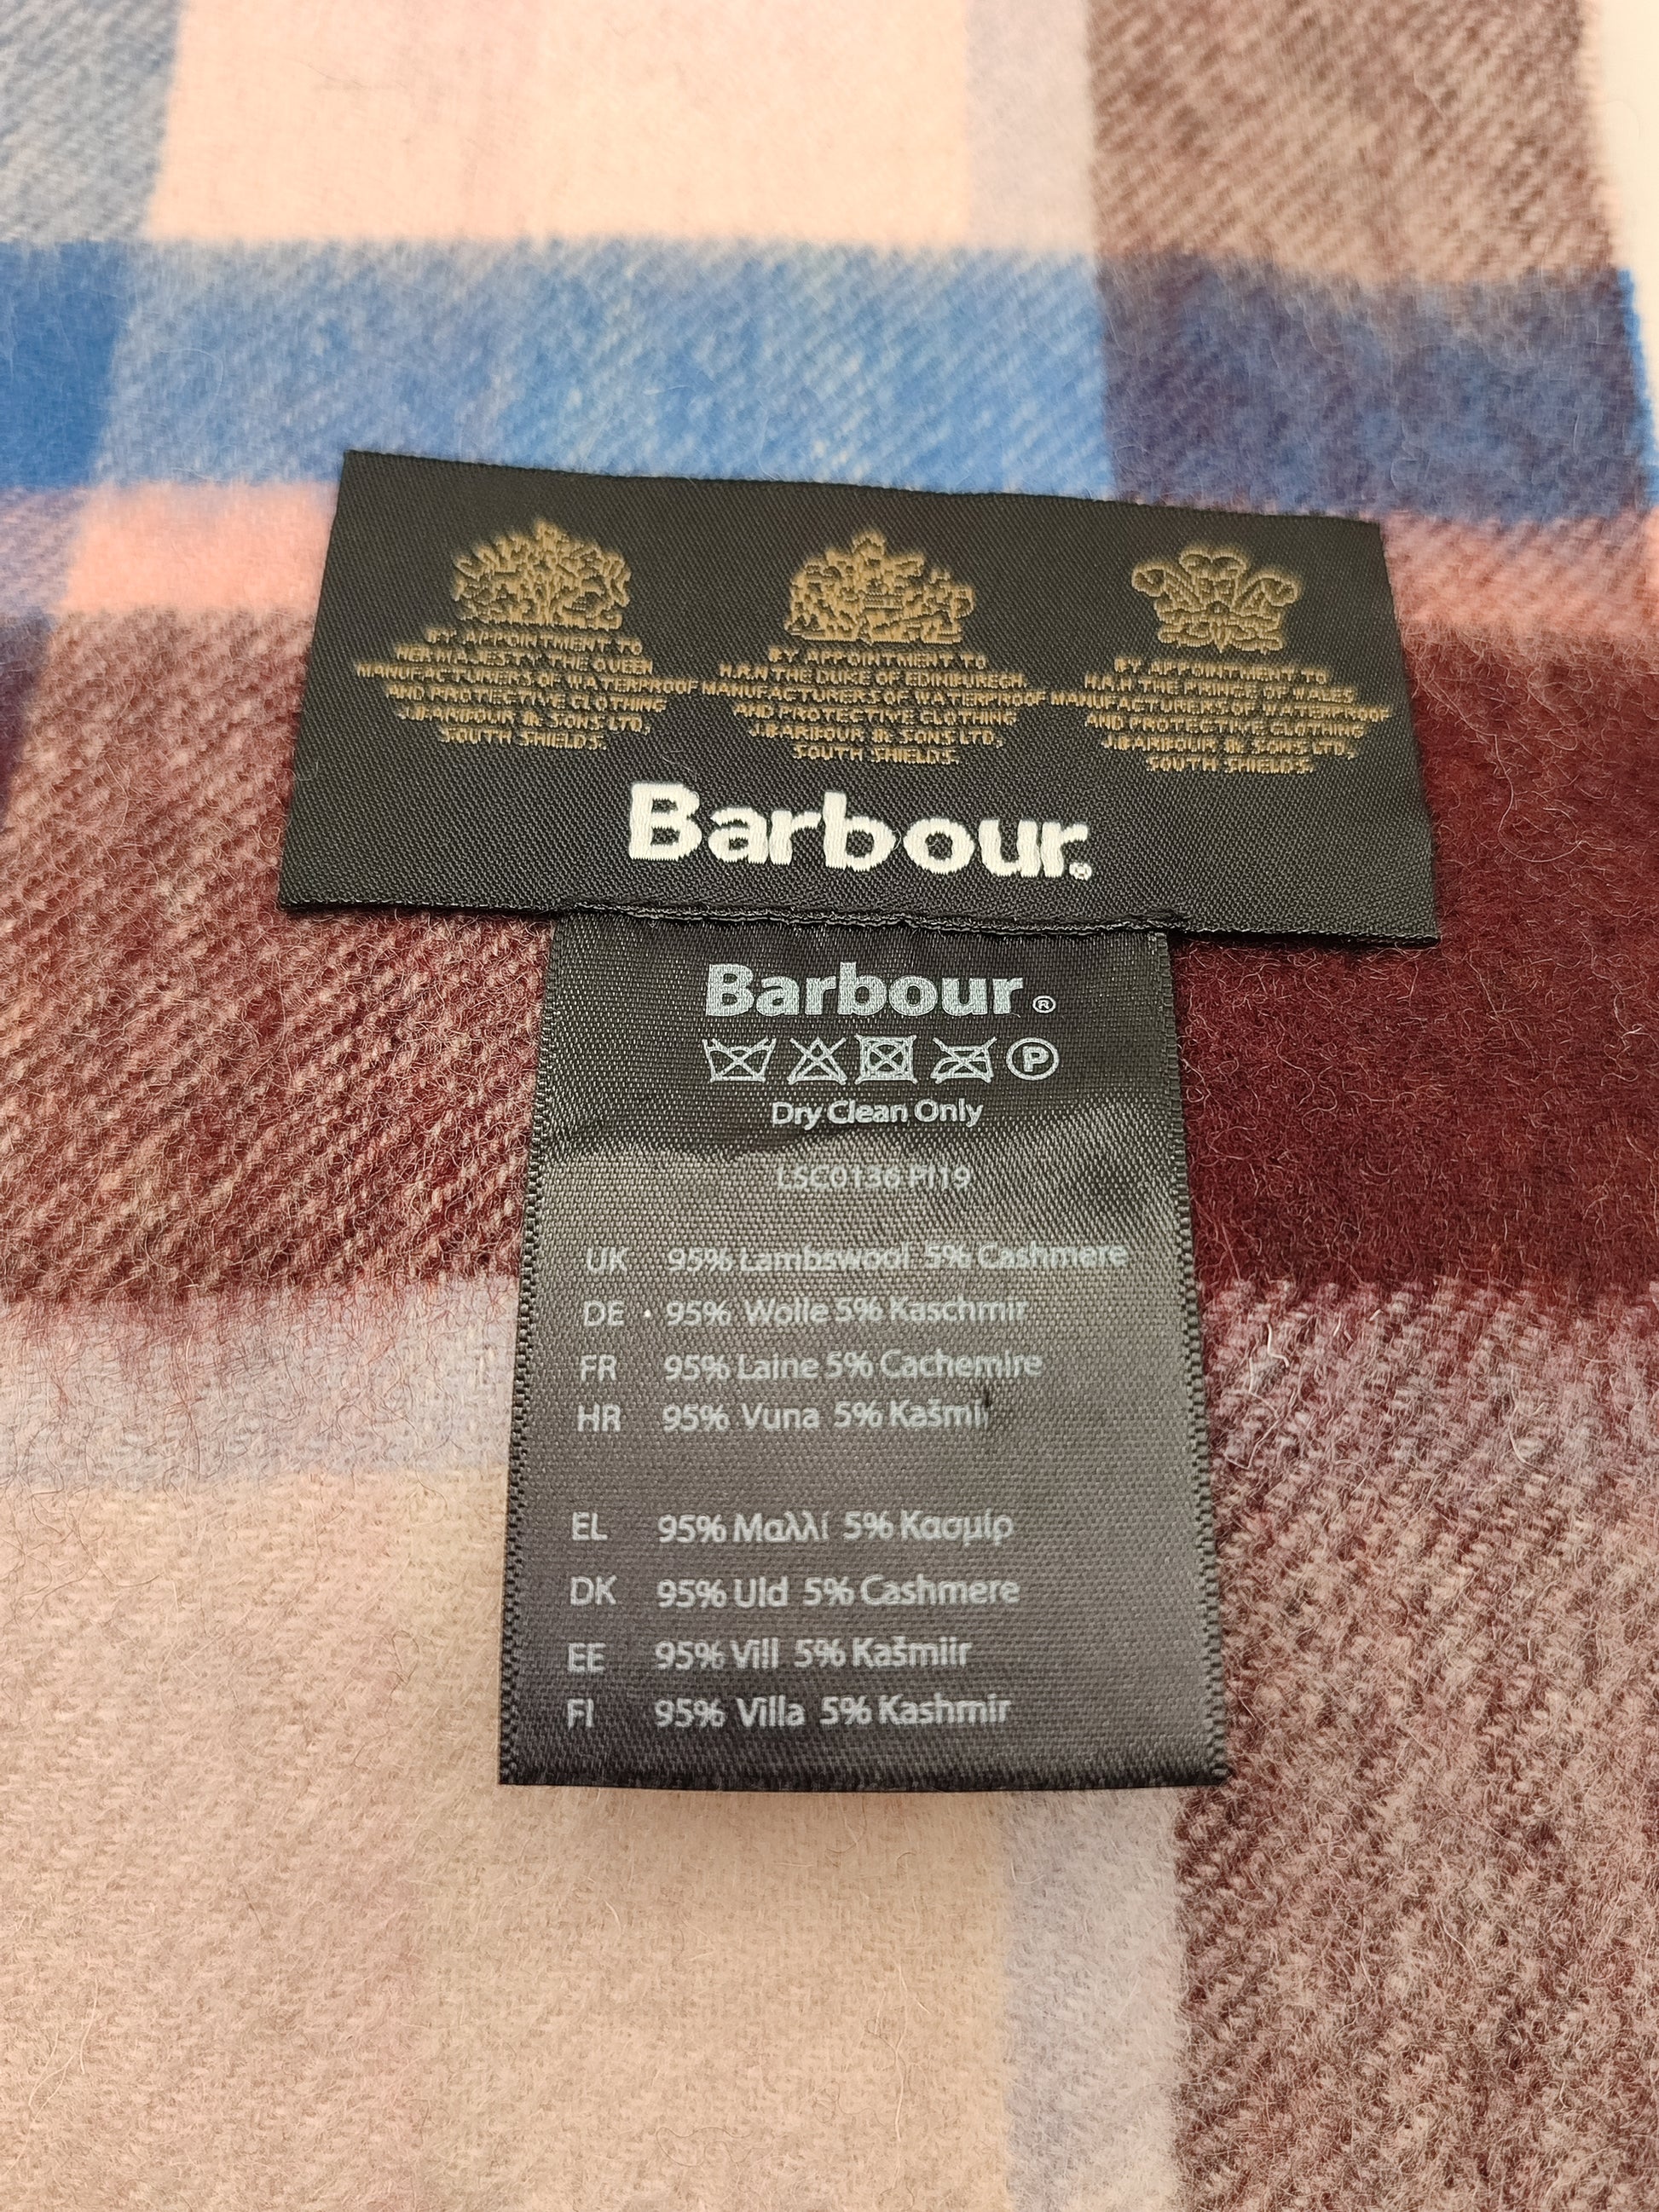 BY APPOINTMENT TO
HER MAJESTY THE QUEEN
MANUFACTURERS OF WATERPROOF
AND PROTECTIVE CLOTHING
J.BARBOUR & SONS LTD,
SOUTH SHIELDS.
BY APPOINTMENT TO
H.R.H THE DUKE OF EDINBURGH,
MANUFACTURERS OF WATERPROOF
AND PROTECTIVE CLOTHING
J.BARBOUR & SONS LTD,
SOUTH SHIELDS.
BY APPOINTMENT TO
H.R.H THE PRINCE OF WALES,
MANUFACTURERS OF WATERPROOF
AND PROTECTIVE CLOTHING
J.BARBOUR & SONS LTD,
SOUTH SHIELDS.
Barbour®
Barbour®
P
Dry Clean Only
LSC0136 PI19
UK 95% Lambswool 5% Cashmere
DE 95% Wolle 5% Kaschmir
FR 95% Laine 5% Cachemire
HR 95% Vuna 5% Kašmir
EL 95% Μαλλί 5% Κασμίρ
DK 95% Uld 5% Cashmere
EE 95% Vill 5% Kašmiir
FI 95% Villa 5% Kashmir